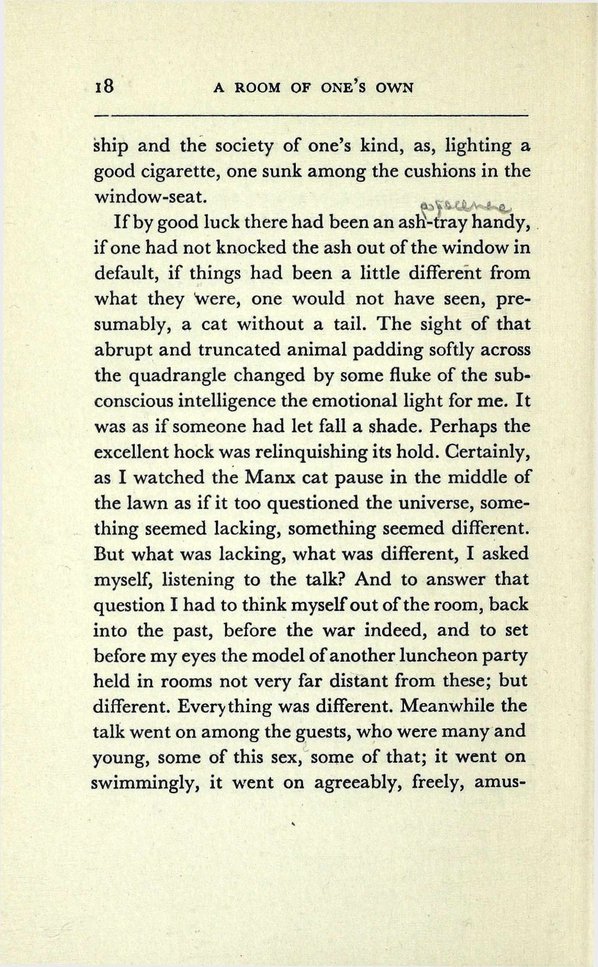 18 A ROOM OF ONE'S OWN
ship and the society of one's kind, as, lighting a
good cigarette, one sunk among the cushions in the
window-seat.
If by good luck there had been an ash-tray handy,
if one had not knocked the ash out of the window in
default, if things had been a little different from
what they were, one would not have seen, pre-
sumably, a cat without a tail. The sight of that
abrupt and truncated animal padding softly across
the quadrangle changed by some fluke of the sub-
conscious intelligence the emotional light for me. It
was as if someone had let fall a shade. Perhaps the
excellent hock was relinquishing its hold. Certainly,
as I watched the Manx cat pause in the middle of
the lawn as if it too questioned the universe, some-
thing seemed lacking, something seemed different.
But what was lacking, what was different, I asked
myself, listening to the talk? And to answer that
question I had to think myself out of the room, back
into the past, before the war indeed, and to set
before my eyes the model of another luncheon party
held in rooms not very far distant from these; but
different. Everything was different. Meanwhile the
talk went on among the guests, who were many and
young, some of this sex, some of that; it went on
swimmingly, it went on agreeably, freely, amus-